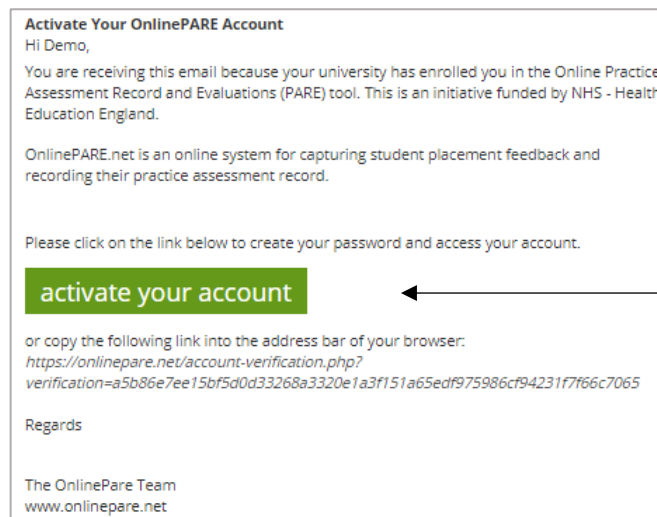 Activate Your OnlinePARE Account
Hi Demo,
You are receiving this email because your university has enrolled you in the Online Practice
Assessment Record and Evaluations (PARE) tool. This is an initiative funded by NHS - Health
Education England.
OnlinePARE.net is an online system for capturing student placement feedback and
recording their practice assessment record.
Please click on the link below to create your password and access your account.
activate your account
or copy the following link into the address bar of your browser:
https://onlinepare.net/account-verification.php?
verification=a5b86e7ee15bf5d0d33268a3320e1a3f151a65edf975986cf94231f7f66c7065
Regards
The OnlinePare Team
www.onlinepare.net